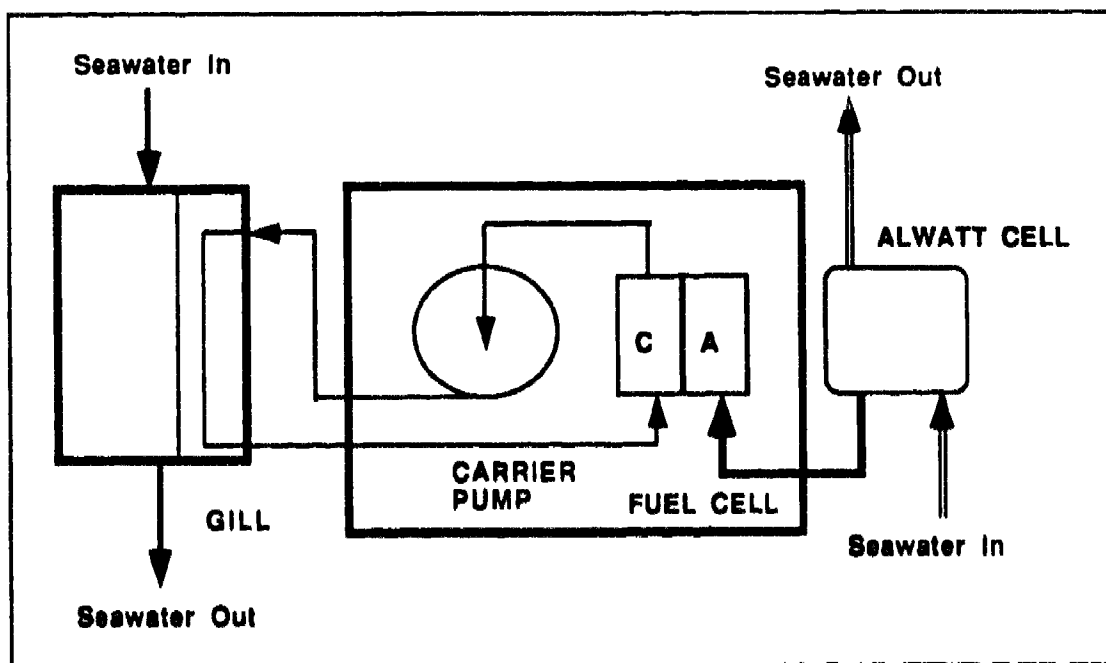 Seawater In
Seawater Out
ALWATT CELL
C
A
CARRIER
PUMP
FUEL CELL
GILL
Seawater In
Seawater Out